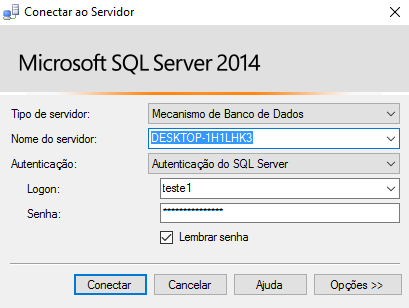 Conectar ao Servidor
Microsoft SQL Server 2014
Tipo de servidor: Mecanismo de Banco de Dados
Nome do servidor: DESKTOP-1H1LHK3
Autenticação: Autenticação do SQL Server
Logon: teste1
Senha: ***************
Lembrar senha
Conectar Cancelar Ajuda Opções >>